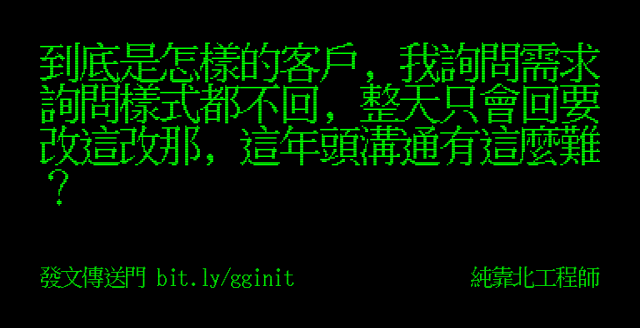 到底是怎樣的客戶，我詢問需求
詢問樣式都不回，整天只會回要
改這改那，這年頭溝通有這麼難
？
發文傳送門 bit.ly/gginit
純靠北工程師